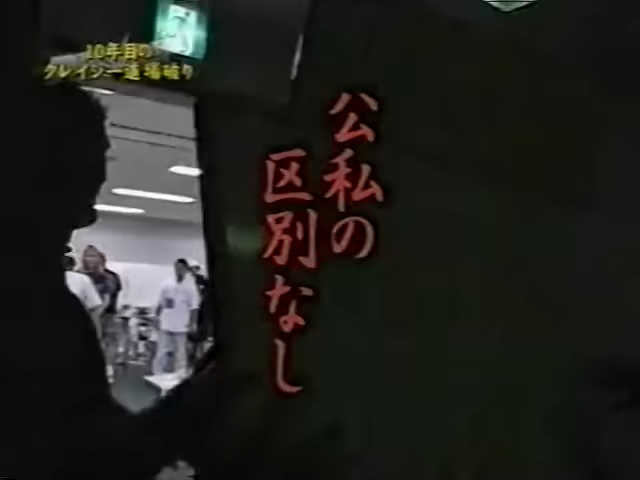 10年目の
クレイジー道場破り
公私の
区別なし